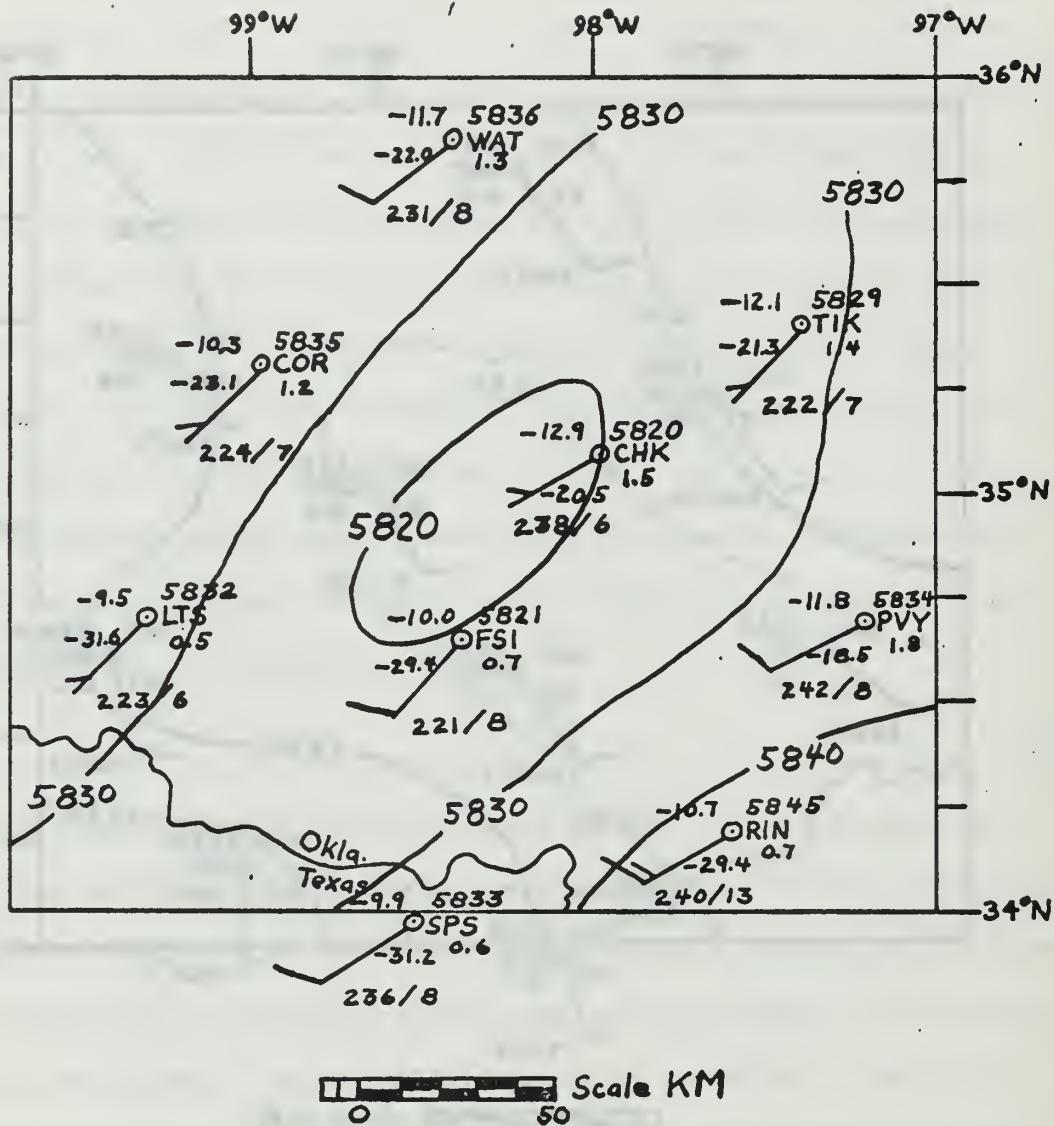 99°W 98°W 97°W
36°N
-11.7 5836
WAT
-22.0 1.3
231/8
5830
5830
-12.1 5829
TIK
-21.3 1.4
222/7
-10.3 5835
COR
-23.1 1.2
224/7
-12.9 5820
CHK
1.5
-20.5
238/6
35°N
5820
-9.5 5832
LTS
-31.6 0.5
223/6
-10.0 5821
FSI
-29.4 0.7
221/8
-11.8 5834
PVY
-18.5 1.8
242/8
5840
5830
5830
-10.7 5845
RIN
-29.4 0.7
240/13
Okla.
Texas
-9.9 5833
SPS
-31.2 0.6
236/8
34°N
Scale KM
0 50